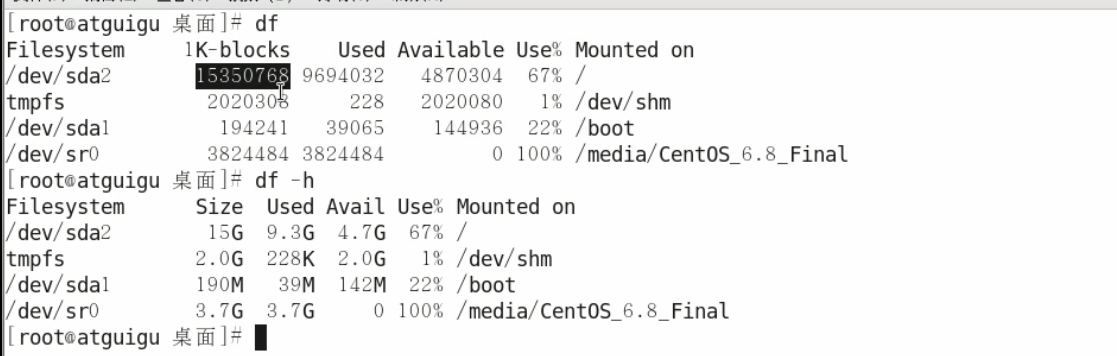 [root@atguigu 桌面]# df
Filesystem     1K-blocks    Used Available Use% Mounted on
/dev/sda2       15350768 9694032   4870304  67% /
tmpfs            2020308     228   2020080   1% /dev/shm
/dev/sda1         194241   39065    144936  22% /boot
/dev/sr0         3824484 3824484         0 100% /media/CentOS_6.8_Final
[root@atguigu 桌面]# df -h
Filesystem      Size  Used Avail Use% Mounted on
/dev/sda2        15G  9.3G  4.7G  67% /
tmpfs           2.0G  228K  2.0G   1% /dev/shm
/dev/sda1       190M   39M  142M  22% /boot
/dev/sr0        3.7G  3.7G     0 100% /media/CentOS_6.8_Final
[root@atguigu 桌面]#